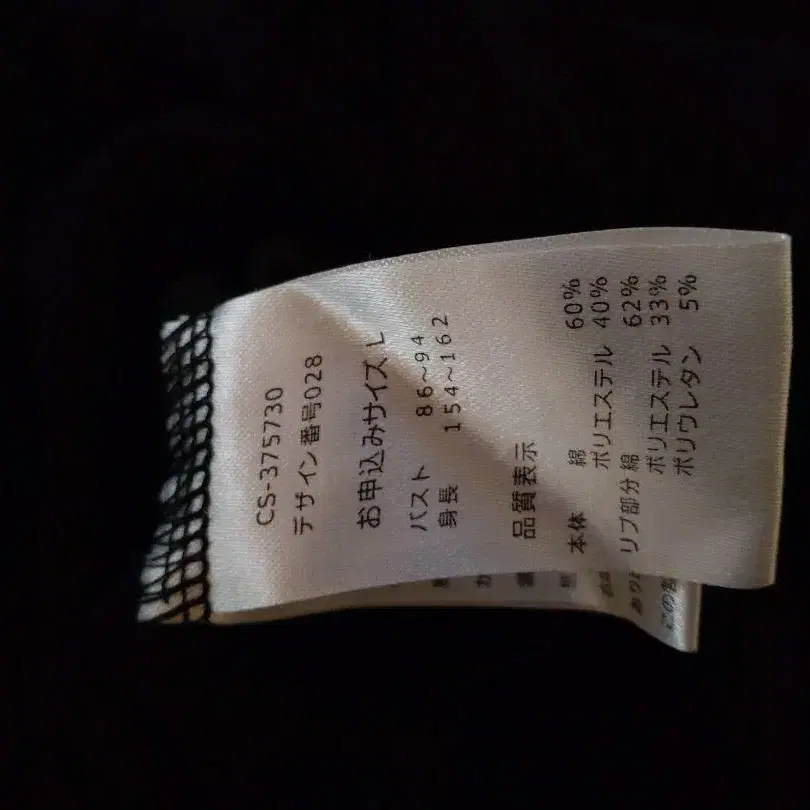 CS-375730
デザイン番号028
お申込みサイズ L
バスト 86～94
身長 154～162
品質表示
本体 綿 60%
ポリエステル 40%
リブ部分 綿 62%
ポリエステル 33%
ポリウレタン 5%